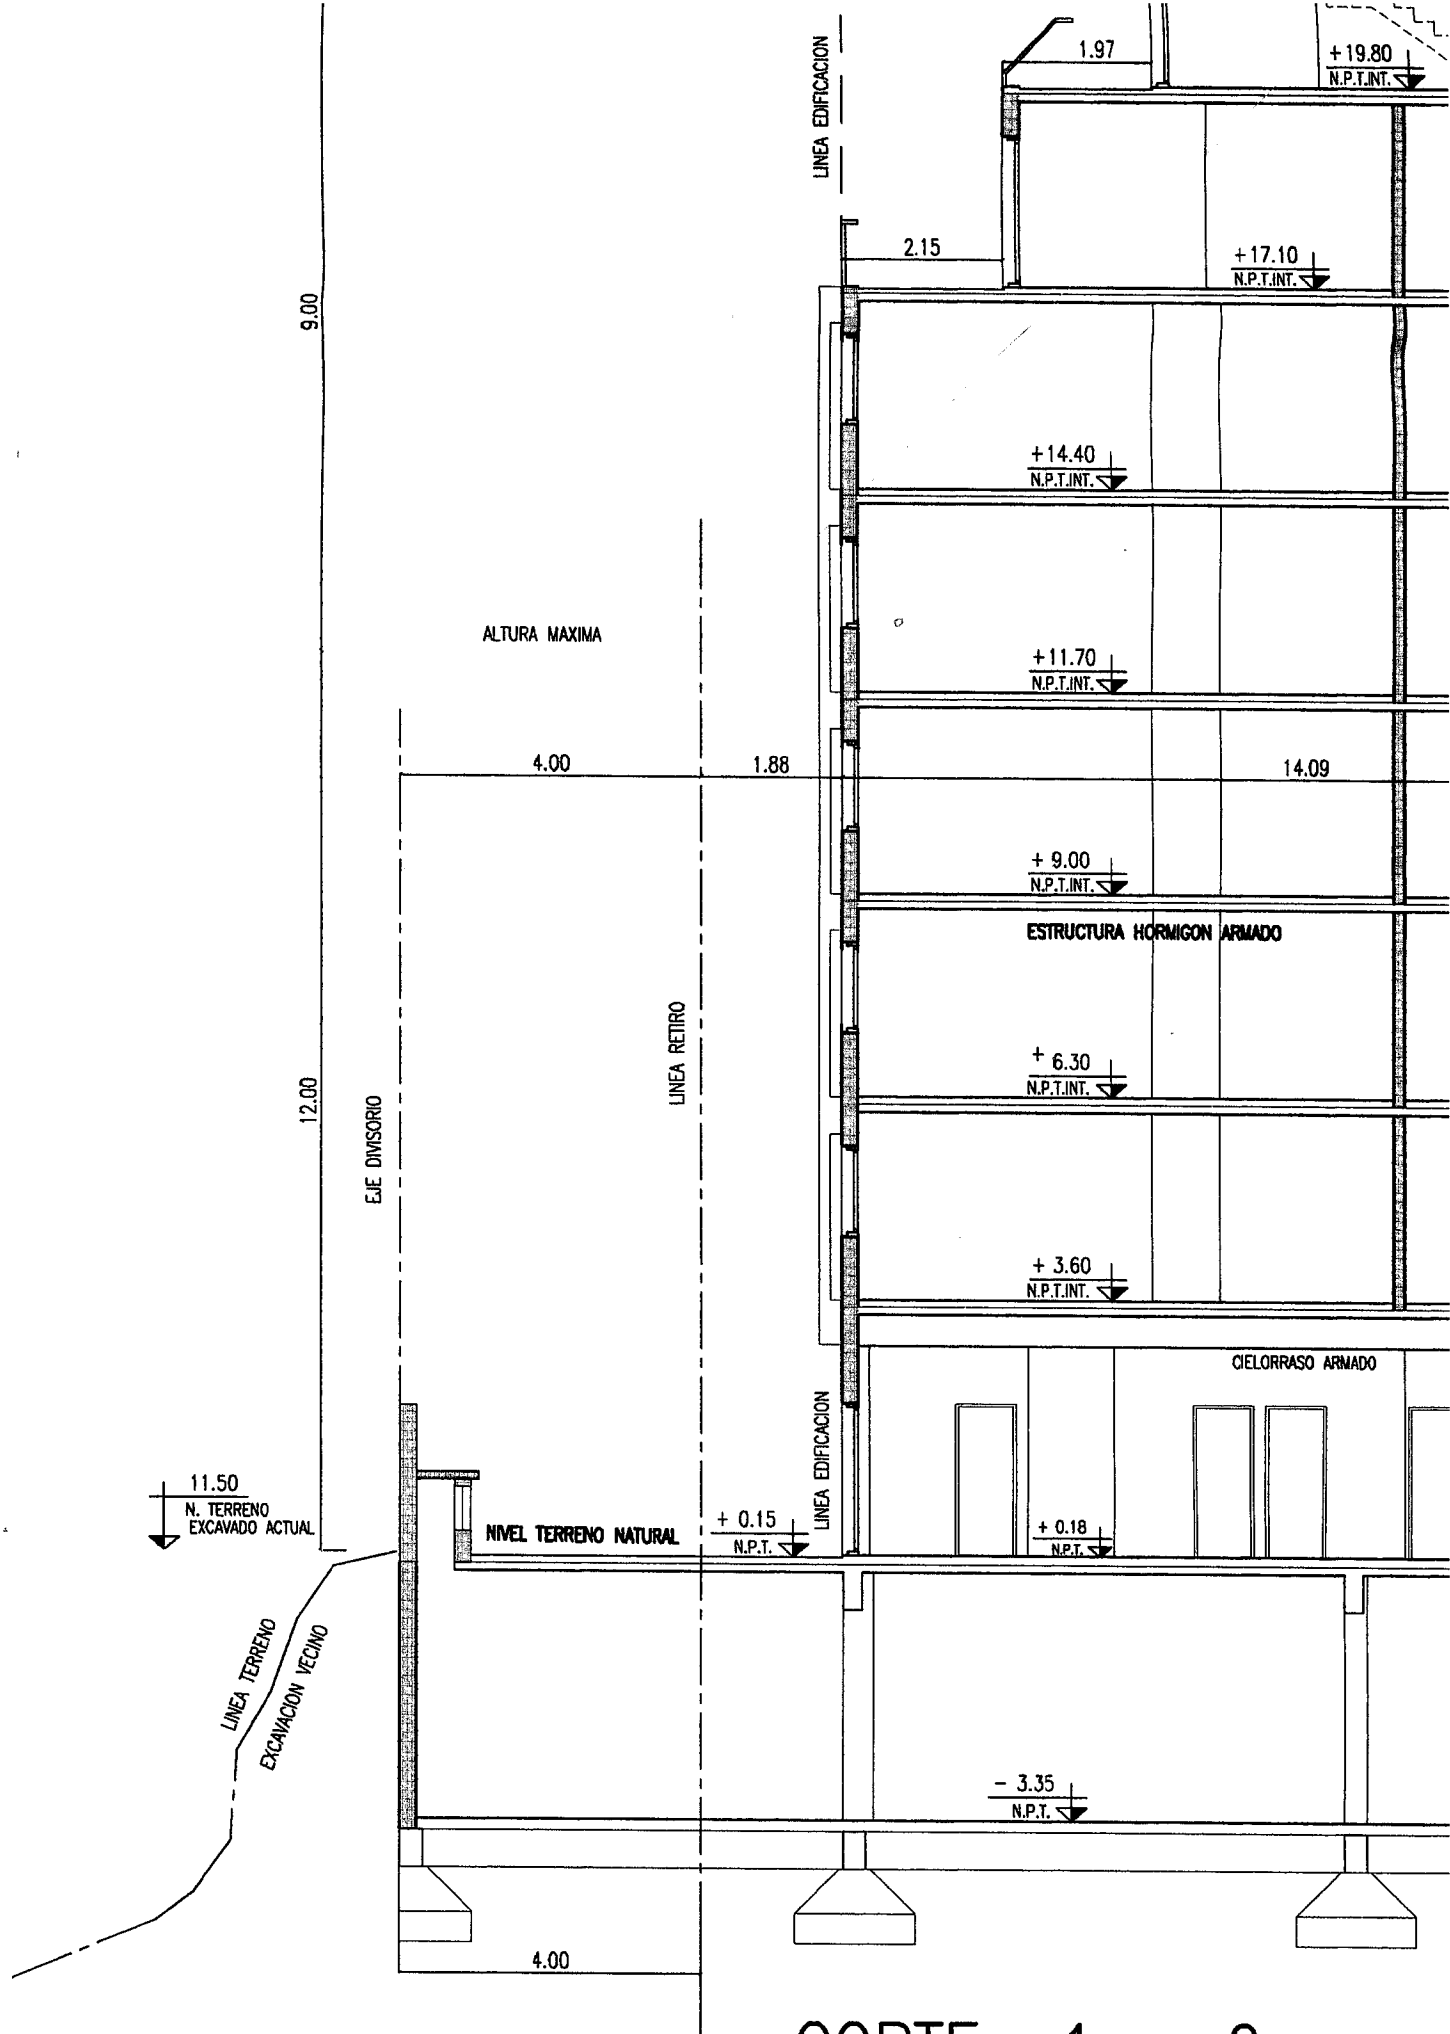 1.97
+19.80
N.P.T.INT.
LINEA EDIFICACION
2.15
+17.10
N.P.T.INT.
9.00
+14.40
N.P.T.INT.
ALTURA MAXIMA
+11.70
N.P.T.INT.
4.00
1.88
14.09
+ 9.00
N.P.T.INT.
ESTRUCTURA HORMIGON ARMADO
LINEA RETIRO
+ 6.30
N.P.T.INT.
12.00
EJE DIVISORIO
+ 3.60
N.P.T.INT.
CIELORRASO ARMADO
LINEA EDIFICACION
11.50
N. TERRENO
EXCAVADO ACTUAL
NIVEL TERRENO NATURAL
+ 0.15
N.P.T.
+ 0.18
N.P.T.
LINEA TERRENO
EXCAVACION VECINO
- 3.35
N.P.T.
4.00